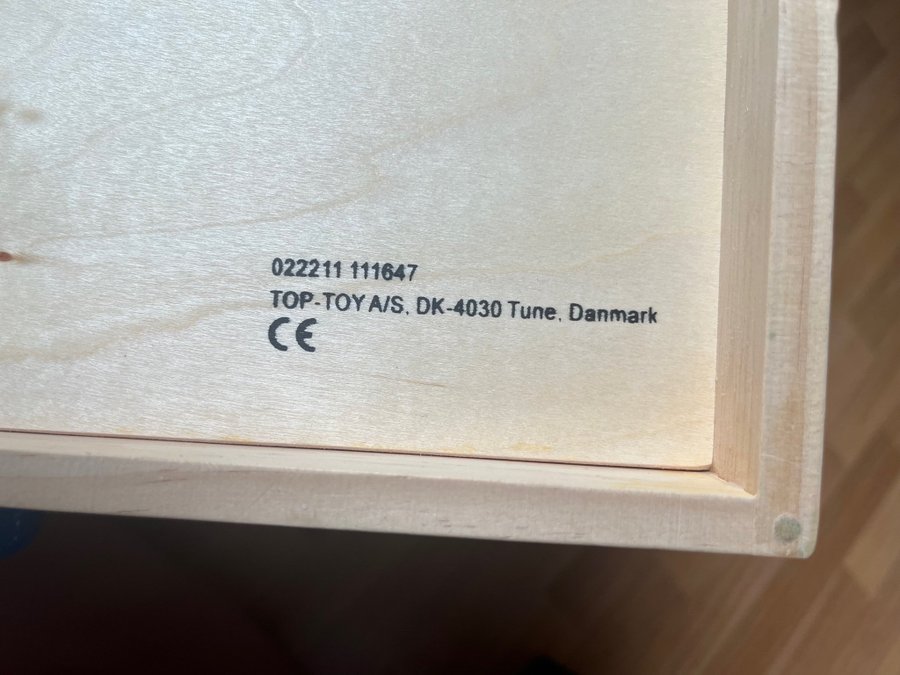 022211 111647
TOP-TOY A/S, DK-4030 Tune, Danmark
CE